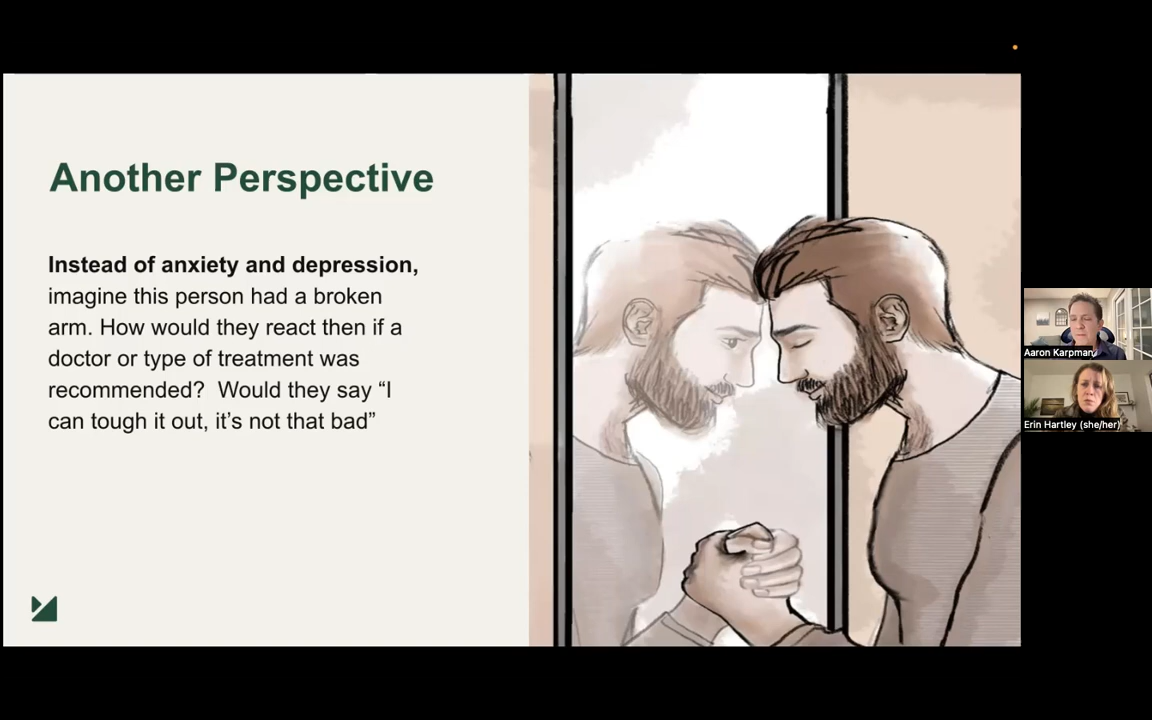 Another Perspective
Instead of anxiety and depression,
imagine this person had a broken
arm. How would they react then if a
doctor or type of treatment was
recommended?  Would they say “I
can tough it out, it’s not that bad”
Aaron Karpman
Erin Hartley (she/her)